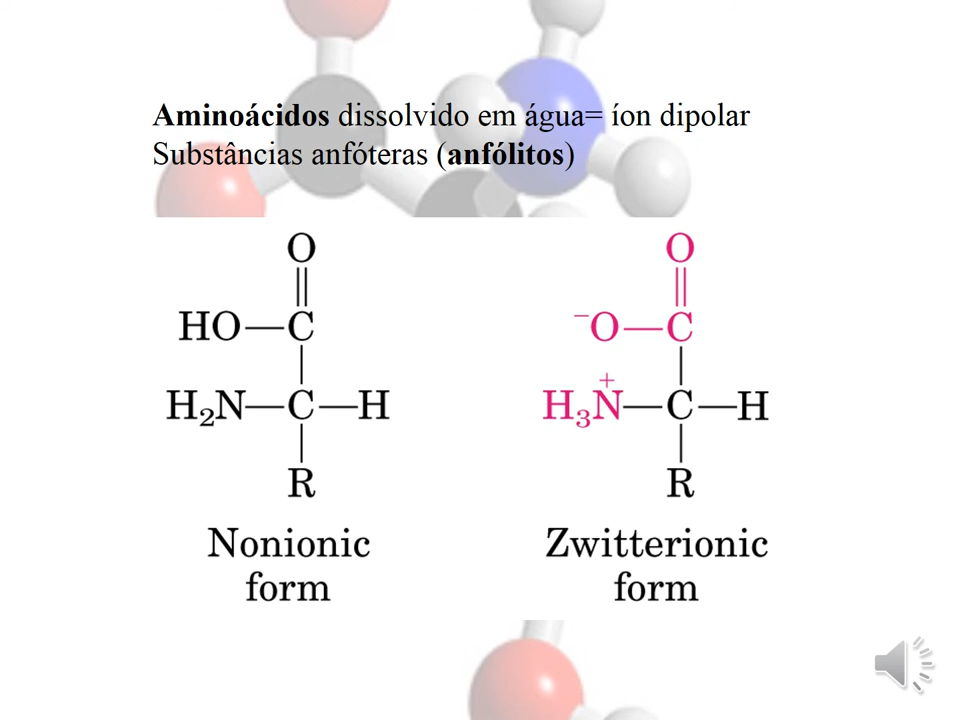 Aminoácidos dissolvido em água= íon dipolar
Substâncias anfóteras (anfólitos)
O
HO—C
H₂N—C—H
R
Nonionic
form
O
⁻O—C
H₃N⁺—C—H
R
Zwitterionic
form